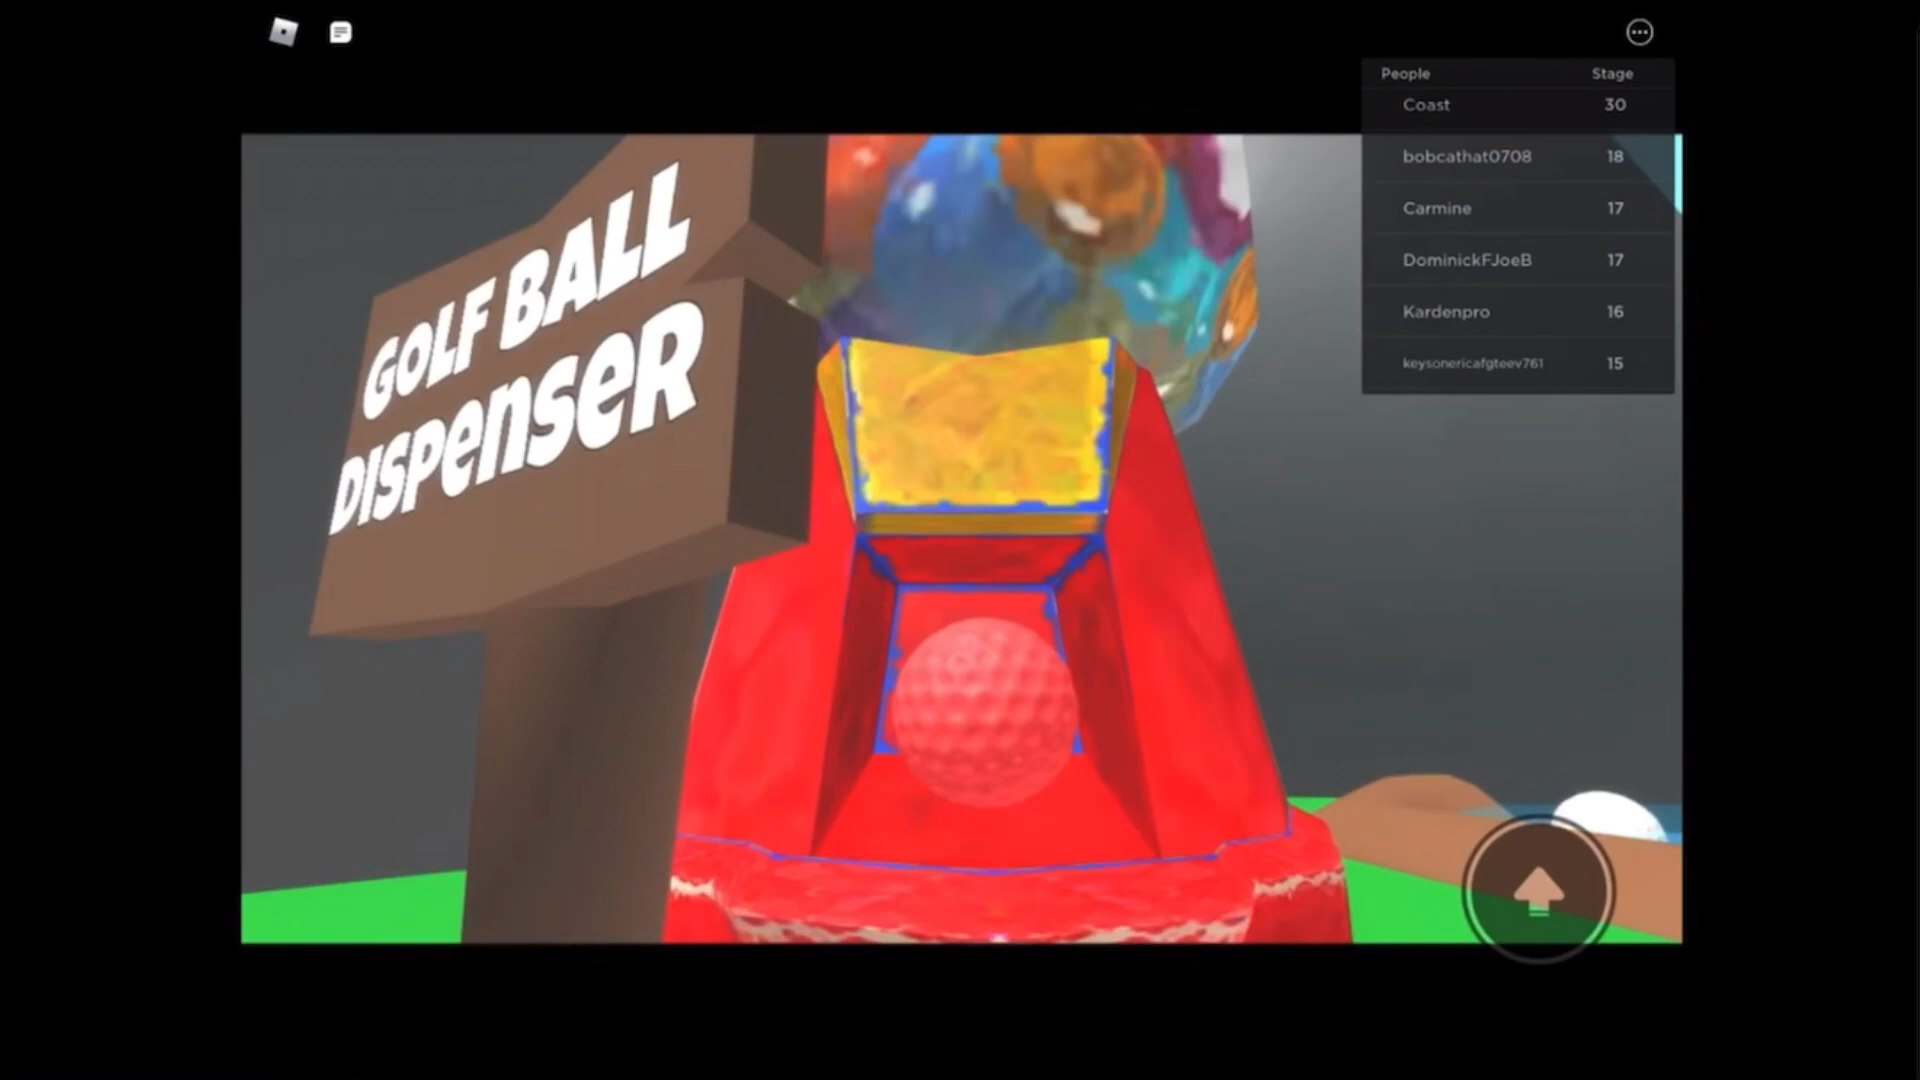 People Stage
Coast 30
bobcathat0708 18
Carmine 17
DominickFJoeB 17
Kardenpro 16
keysonericafgteev761 15
GOLF BALL
DISPenseR